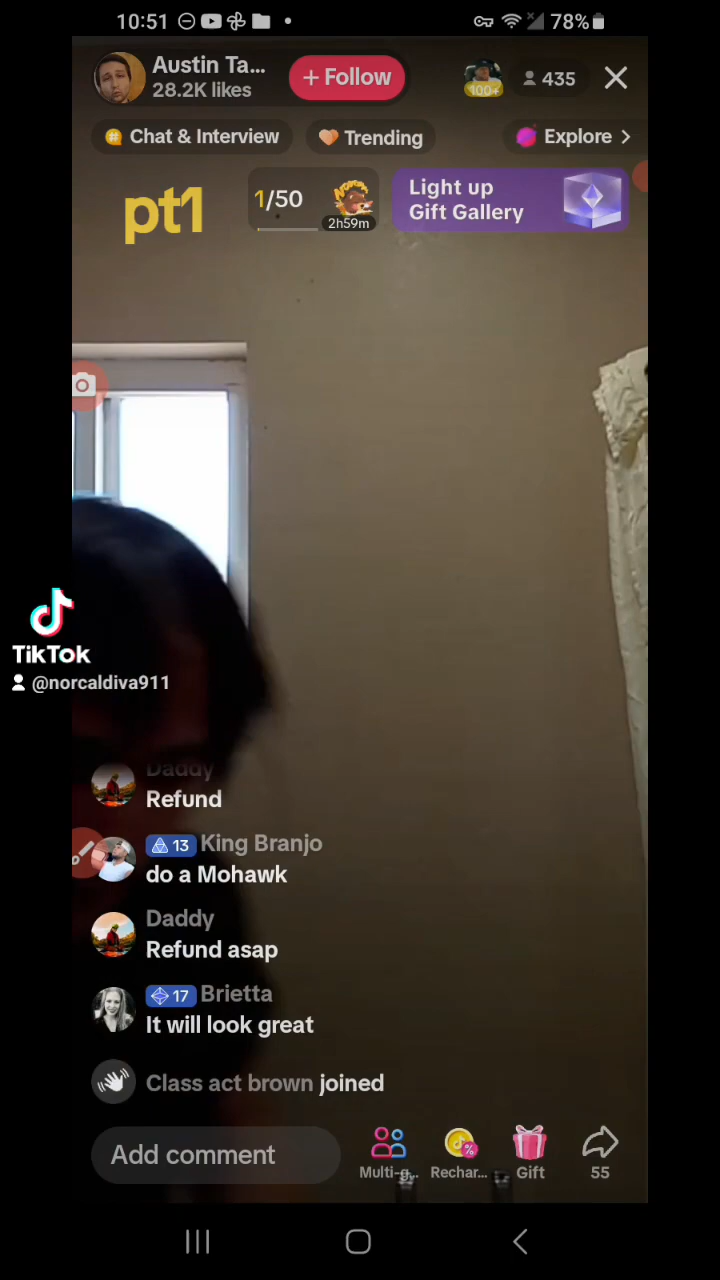 10:51
78%
Austin Ta...
28.2K likes
+ Follow
100+
435
Chat & Interview
Trending
Explore >
pt1
1/50
2h59m
Light up
Gift Gallery
TikTok
@norcaldiva911
Daddy
Refund
13 King Branjo
do a Mohawk
Daddy
Refund asap
17 Brietta
It will look great
Class act brown joined
Add comment
Multi-g...
Rechar...
Gift
55